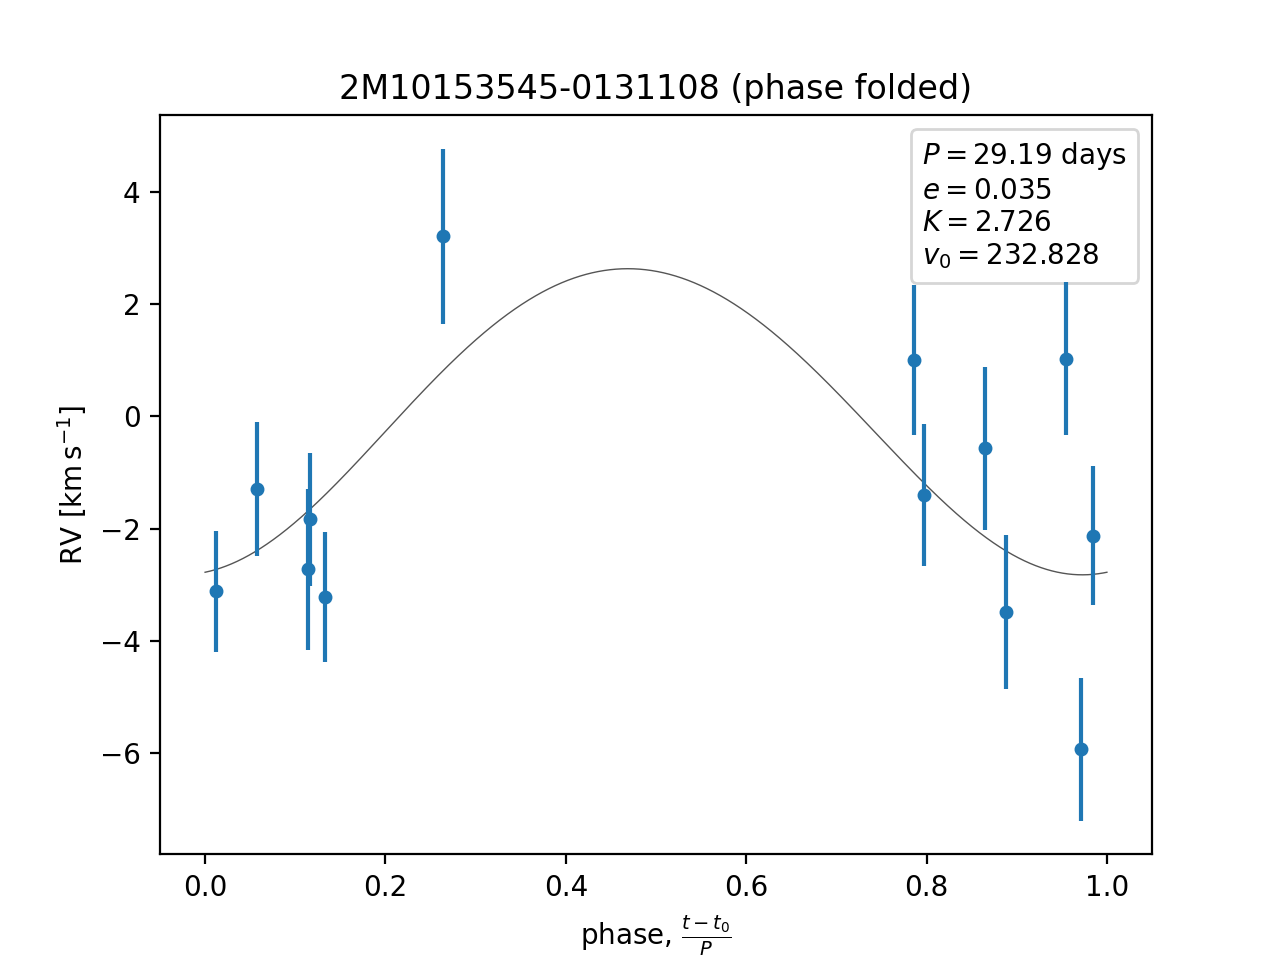 2M10153545-0131108 (phase folded)
P = 29.19 days
e = 0.035
K = 2.726
v₀ = 232.828
4
2
0
−2
−4
−6
RV [km s⁻¹]
0.0 0.2 0.4 0.6 0.8 1.0
phase, (t − t₀)/P